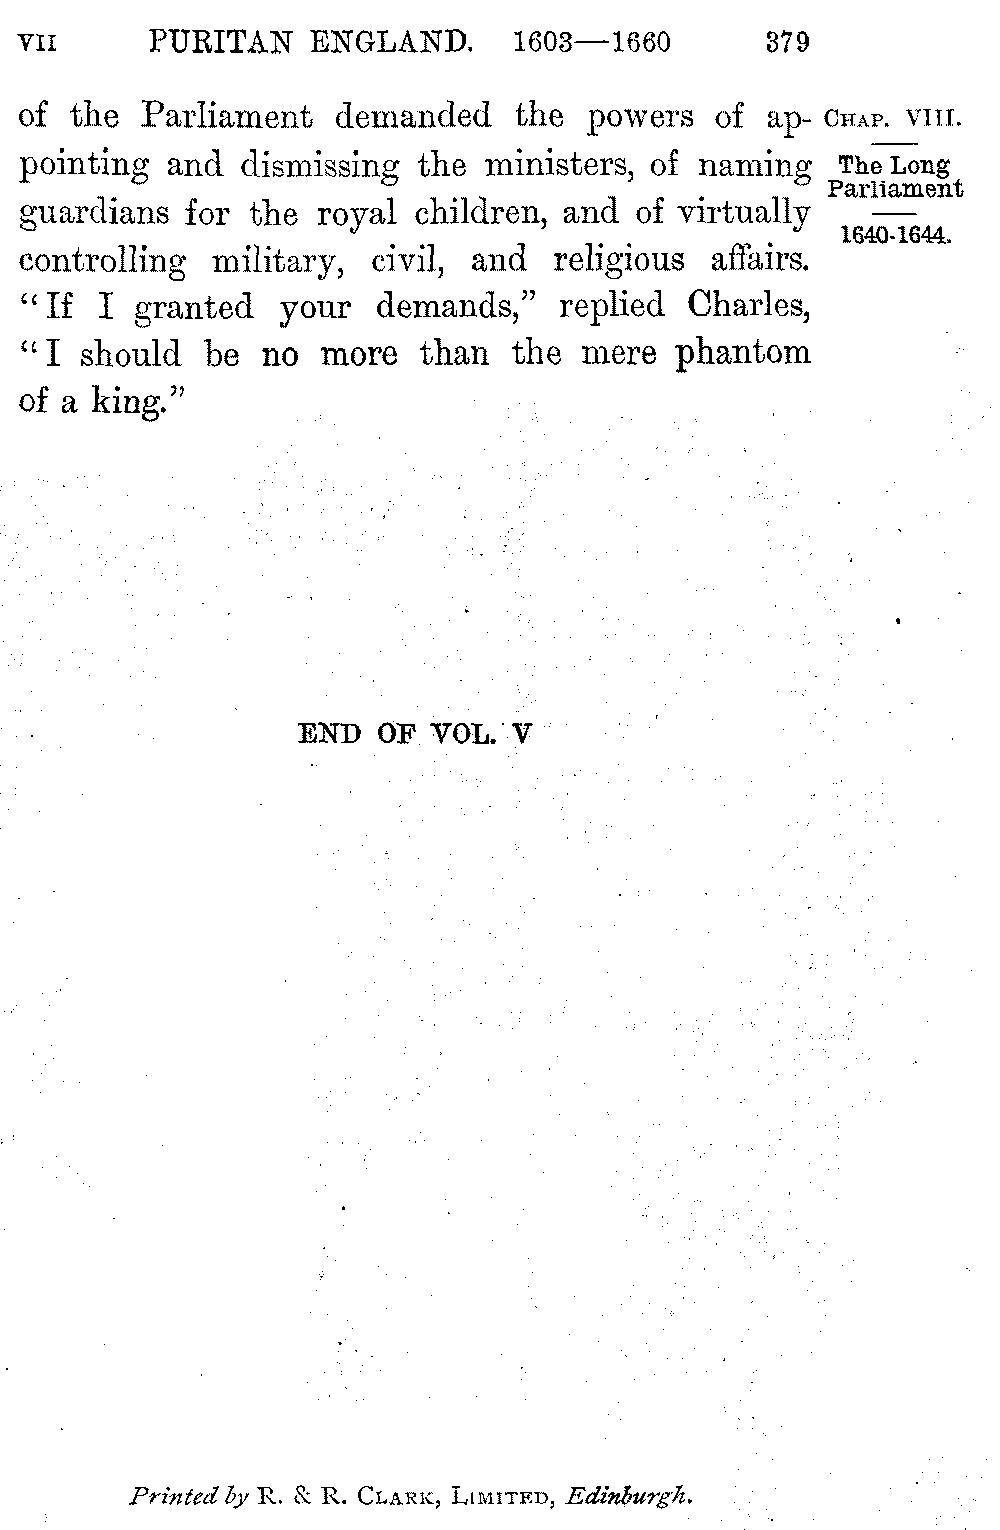 VII PURITAN ENGLAND. 1603—1660 379
of the Parliament demanded the powers of ap-
pointing and dismissing the ministers, of naming
guardians for the royal children, and of virtually
controlling military, civil, and religious affairs.
“If I granted your demands,” replied Charles,
“I should be no more than the mere phantom
of a king.”
CHAP. VIII.
The Long
Parliament
1640-1644.
END OF VOL. V
Printed by R. & R. CLARK, LIMITED, Edinburgh.